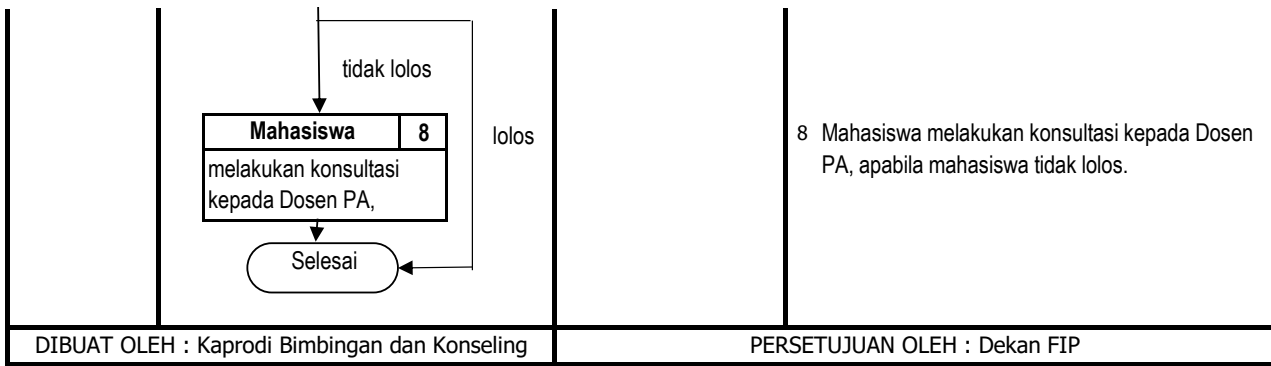 tidak lolos
Mahasiswa 8
lolos
melakukan konsultasi
kepada Dosen PA,
Selesai
8 Mahasiswa melakukan konsultasi kepada Dosen
PA, apabila mahasiswa tidak lolos.
DIBUAT OLEH : Kaprodi Bimbingan dan Konseling
PERSETUJUAN OLEH : Dekan FIP